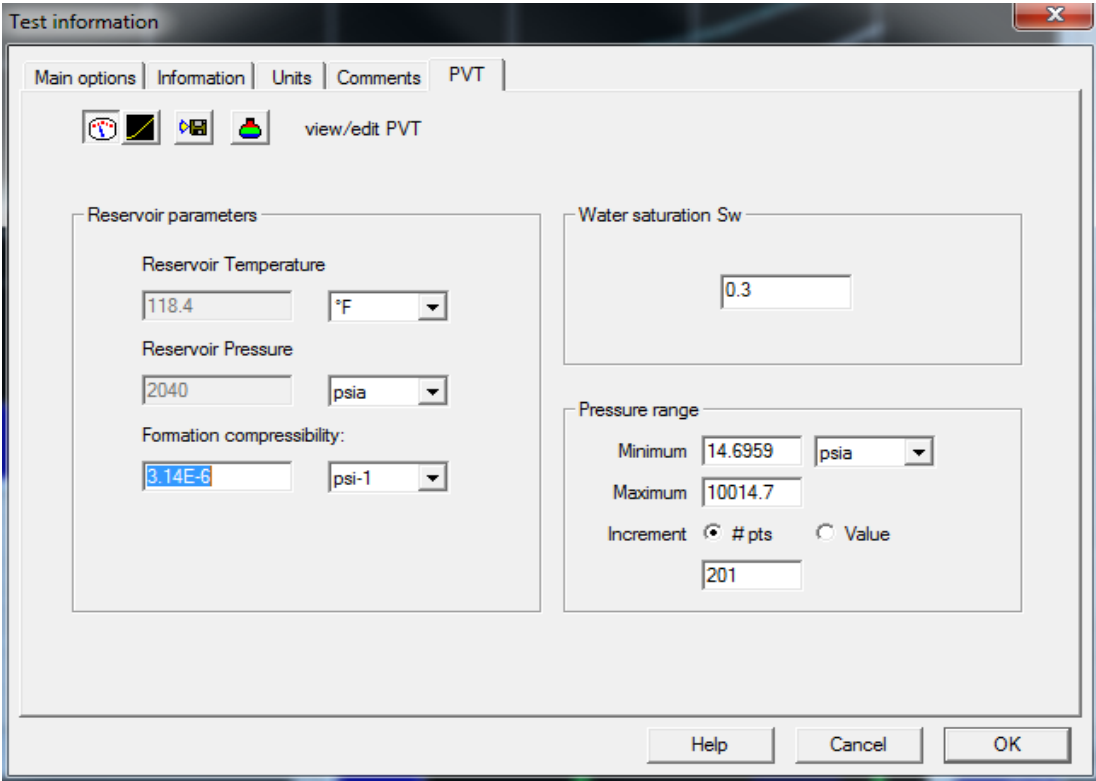 Test information
Main options Information Units Comments PVT
view/edit PVT
Reservoir parameters
Reservoir Temperature
118.4 °F
Reservoir Pressure
2040 psia
Formation compressibility:
3.14E-6 psi-1
Water saturation Sw
0.3
Pressure range
Minimum 14.6959 psia
Maximum 10014.7
Increment # pts Value
201
Help Cancel OK